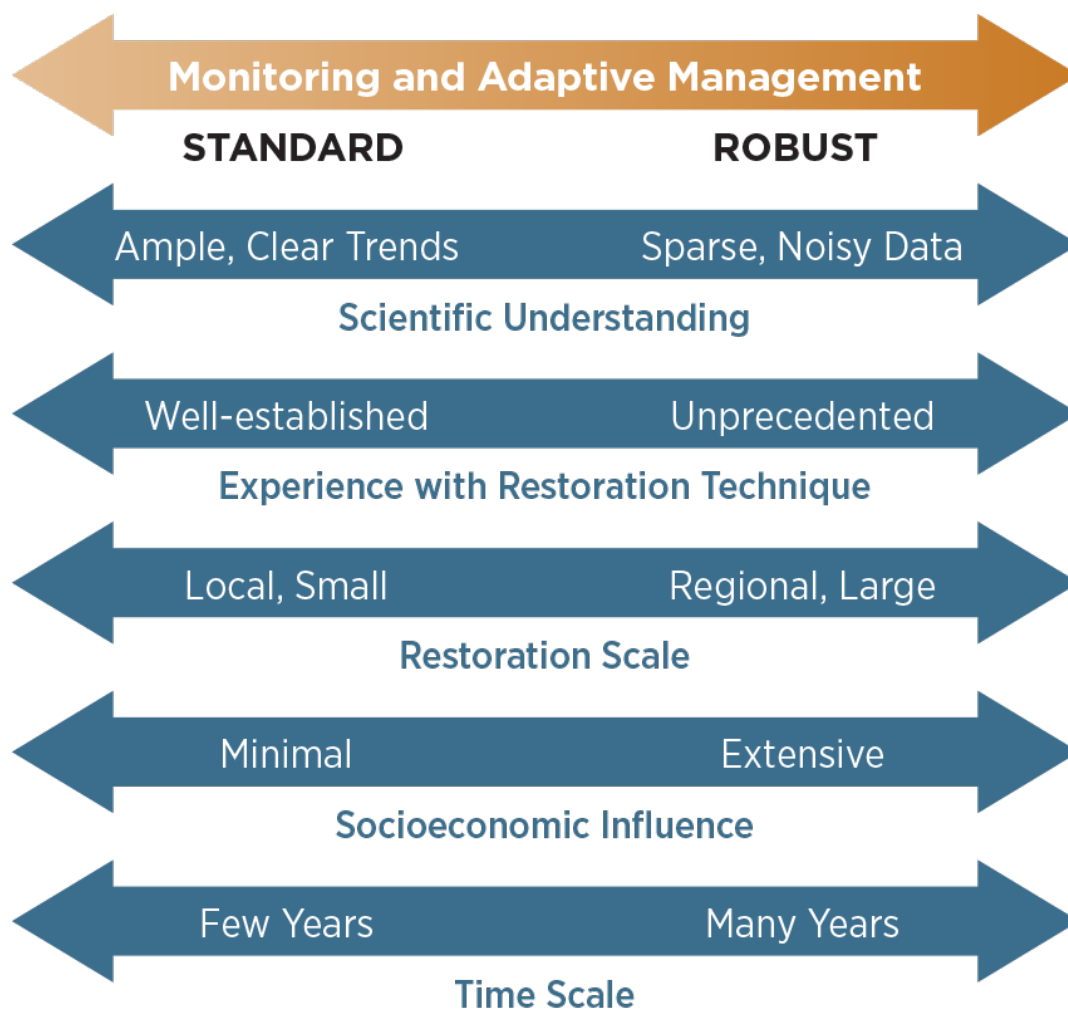 Monitoring and Adaptive Management
STANDARD ROBUST
Ample, Clear Trends Sparse, Noisy Data
Scientific Understanding
Well-established Unprecedented
Experience with Restoration Technique
Local, Small Regional, Large
Restoration Scale
Minimal Extensive
Socioeconomic Influence
Few Years Many Years
Time Scale